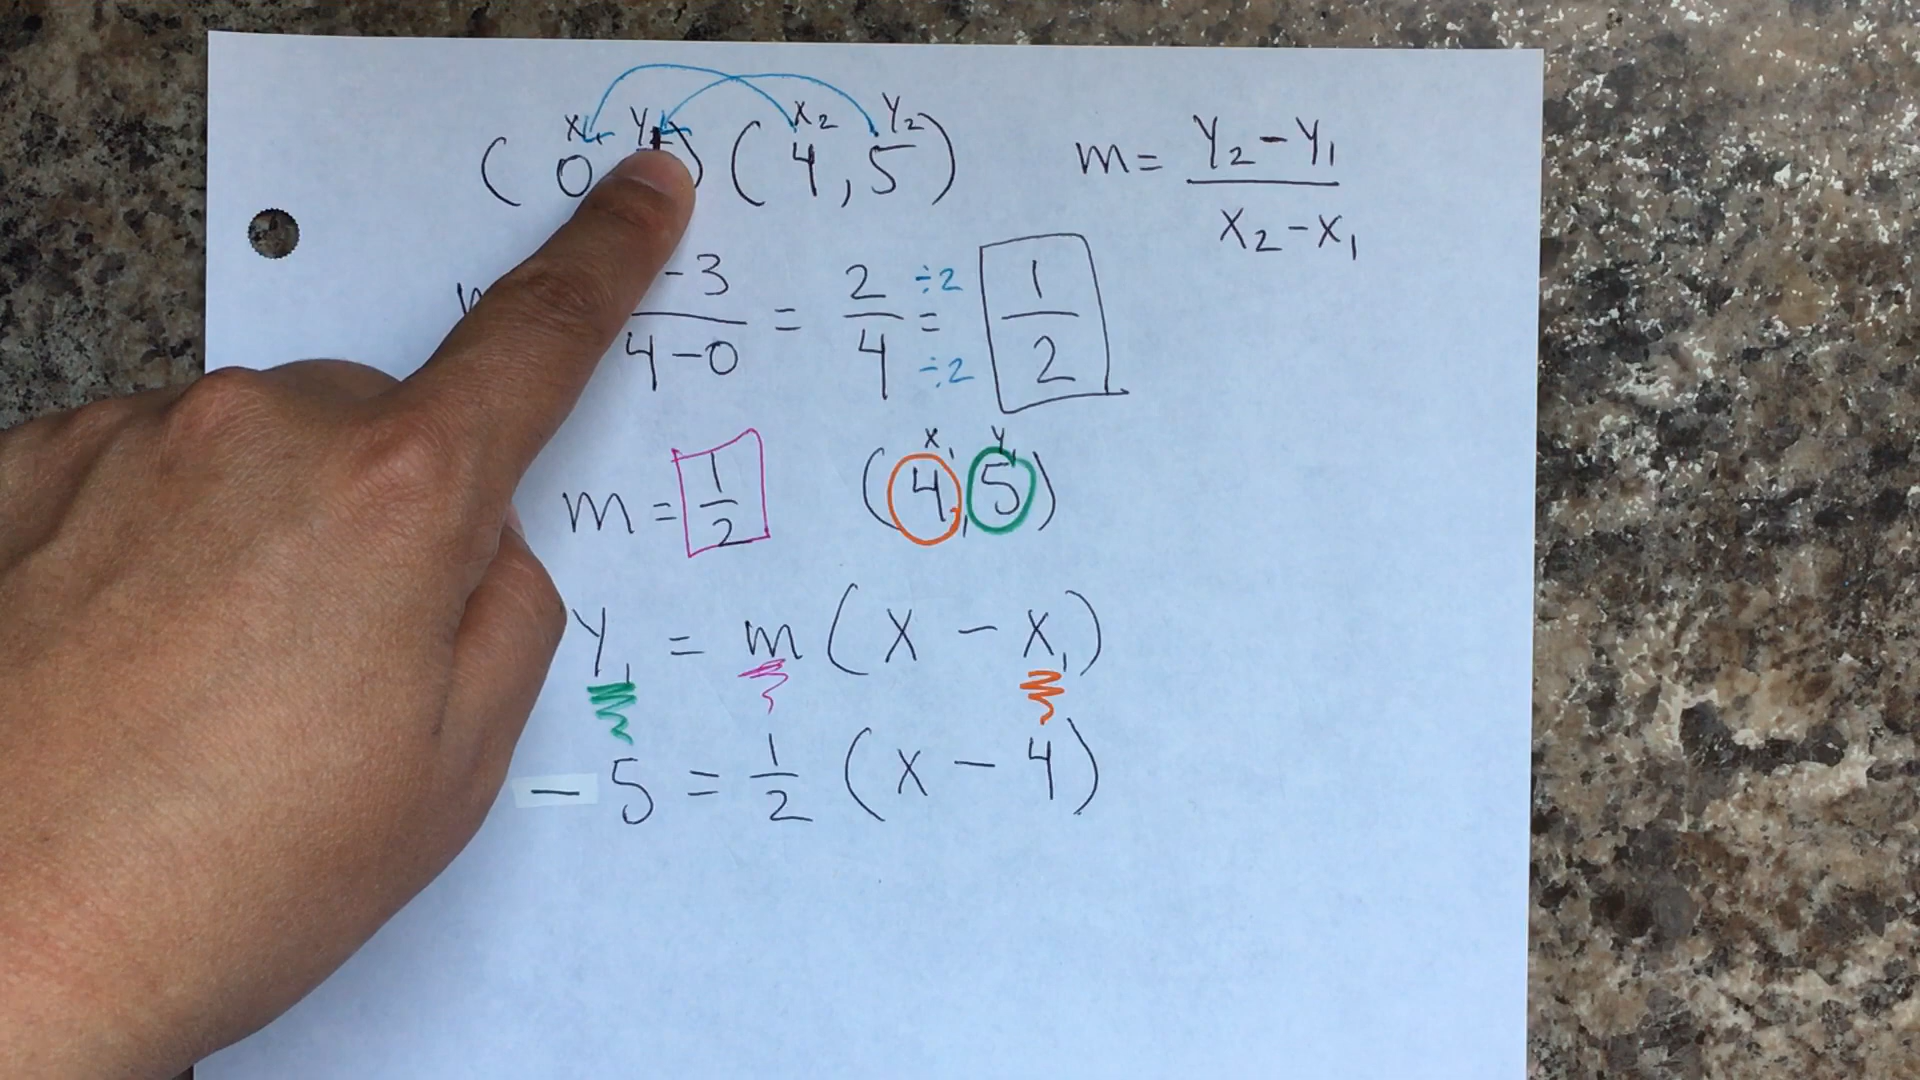 x₁ y₁ x₂ y₂
(0 ) (4, 5)
m = y₂ - y₁ / x₂ - x₁
-3 / 4 - 0 = 2 / 4 ÷2 ÷2 = 1 / 2
x₁ y₁
m = 1/2 (4, 5)
y₁ = m (x - x₁)
- 5 = 1/2 (x - 4)